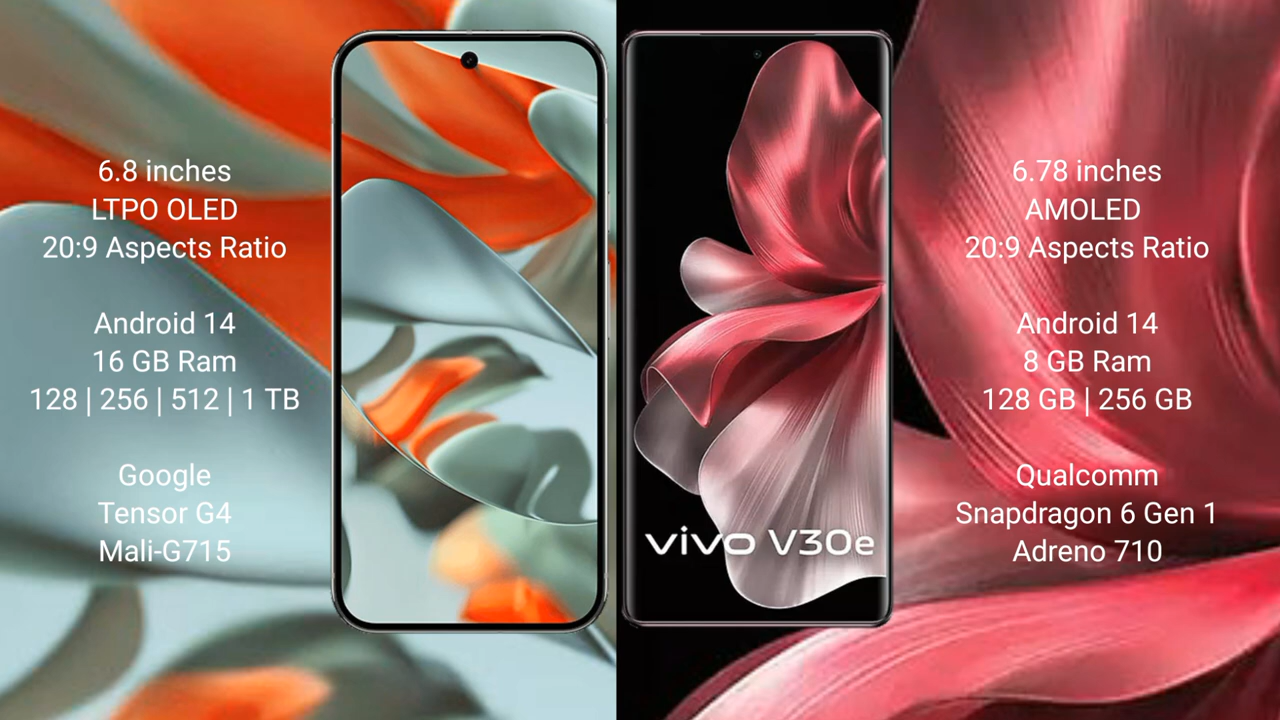 6.8 inches
LTPO OLED
20:9 Aspects Ratio
Android 14
16 GB Ram
128 | 256 | 512 | 1 TB
Google
Tensor G4
Mali-G715
vivo V30e
6.78 inches
AMOLED
20:9 Aspects Ratio
Android 14
8 GB Ram
128 GB | 256 GB
Qualcomm
Snapdragon 6 Gen 1
Adreno 710